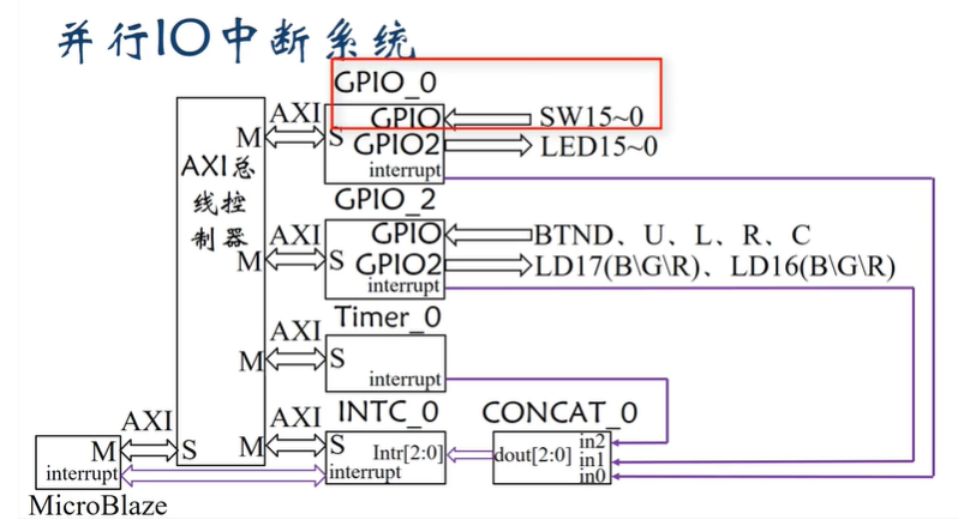 并行IO中断系统
GPIO_0
AXI
GPIO
SW15~0
M
S
GPIO2
LED15~0
AXI总
线控
制器
interrupt
GPIO_2
AXI
GPIO
BTND、U、L、R、C
M
S
GPIO2
LD17(B\G\R)、LD16(B\G\R)
interrupt
Timer_0
AXI
M
S
interrupt
AXI
INTC_0
CONCAT_0
AXI
M
S
M
S
Intr[2:0]
dout[2:0]
in2
in1
in0
interrupt
interrupt
MicroBlaze